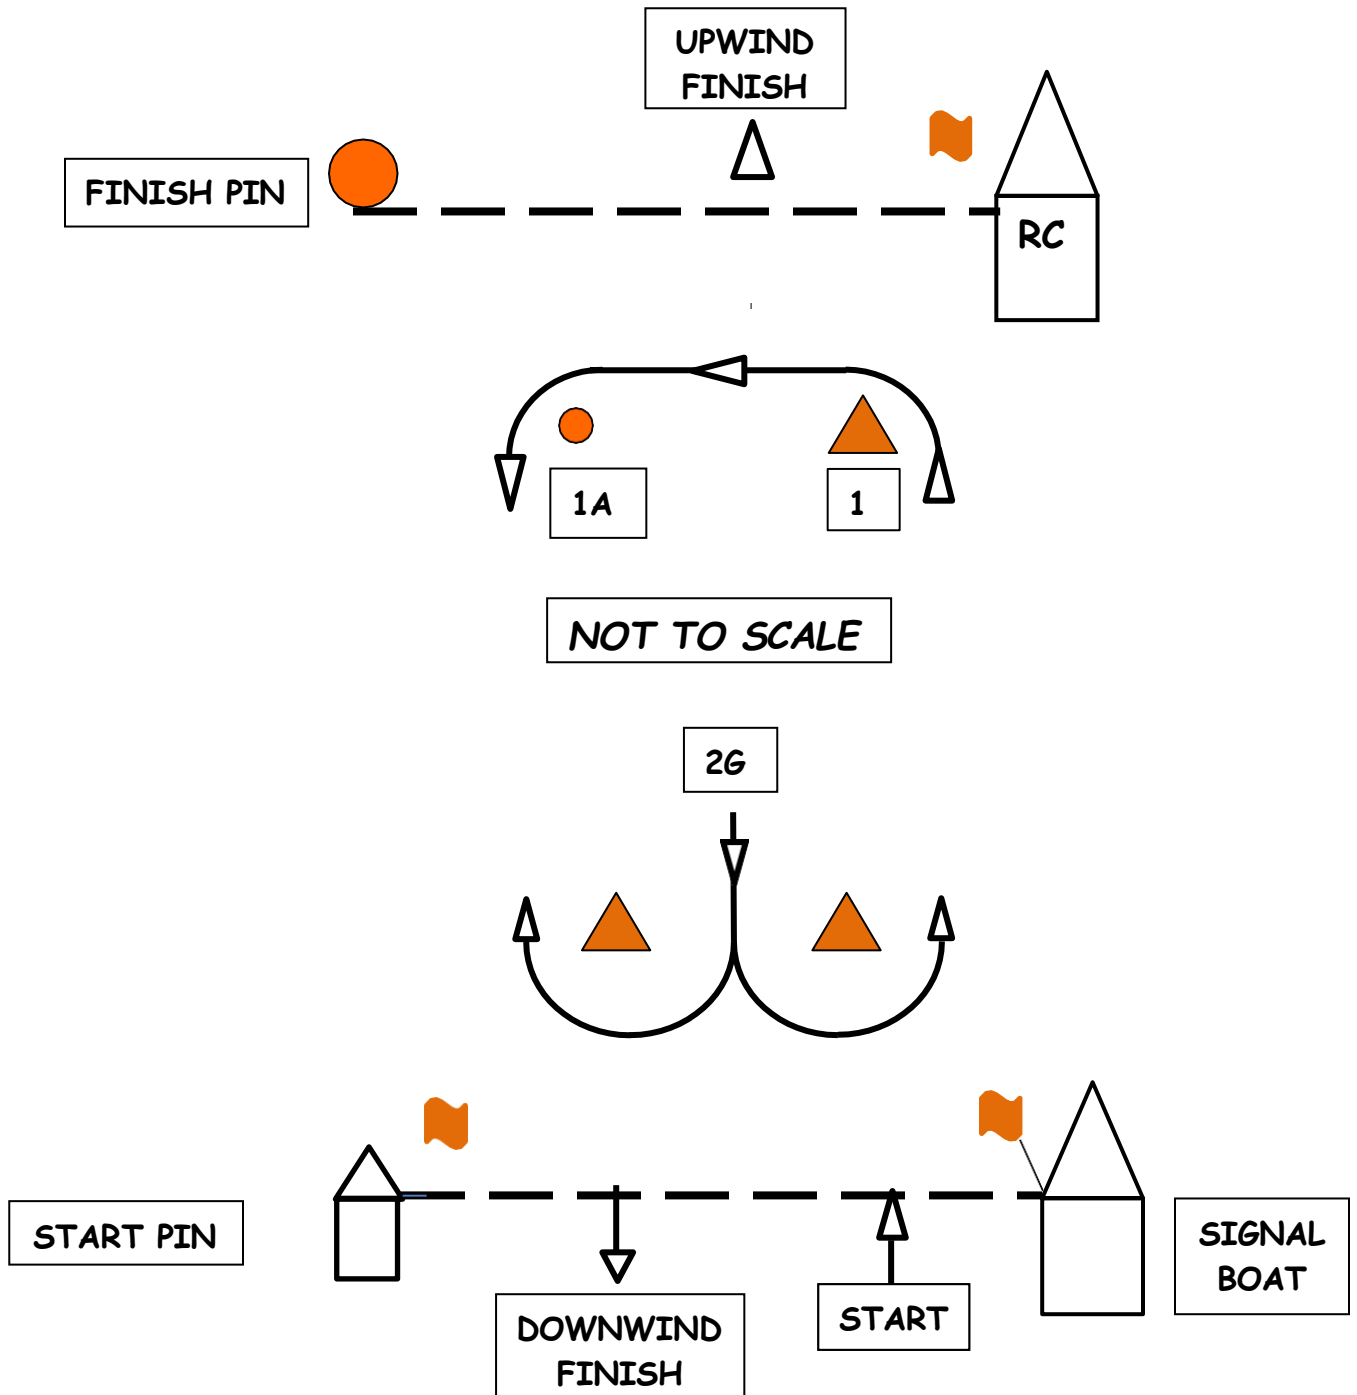 UPWIND
FINISH
FINISH PIN
RC
1A
1
NOT TO SCALE
2G
START PIN
SIGNAL
BOAT
START
DOWNWIND
FINISH